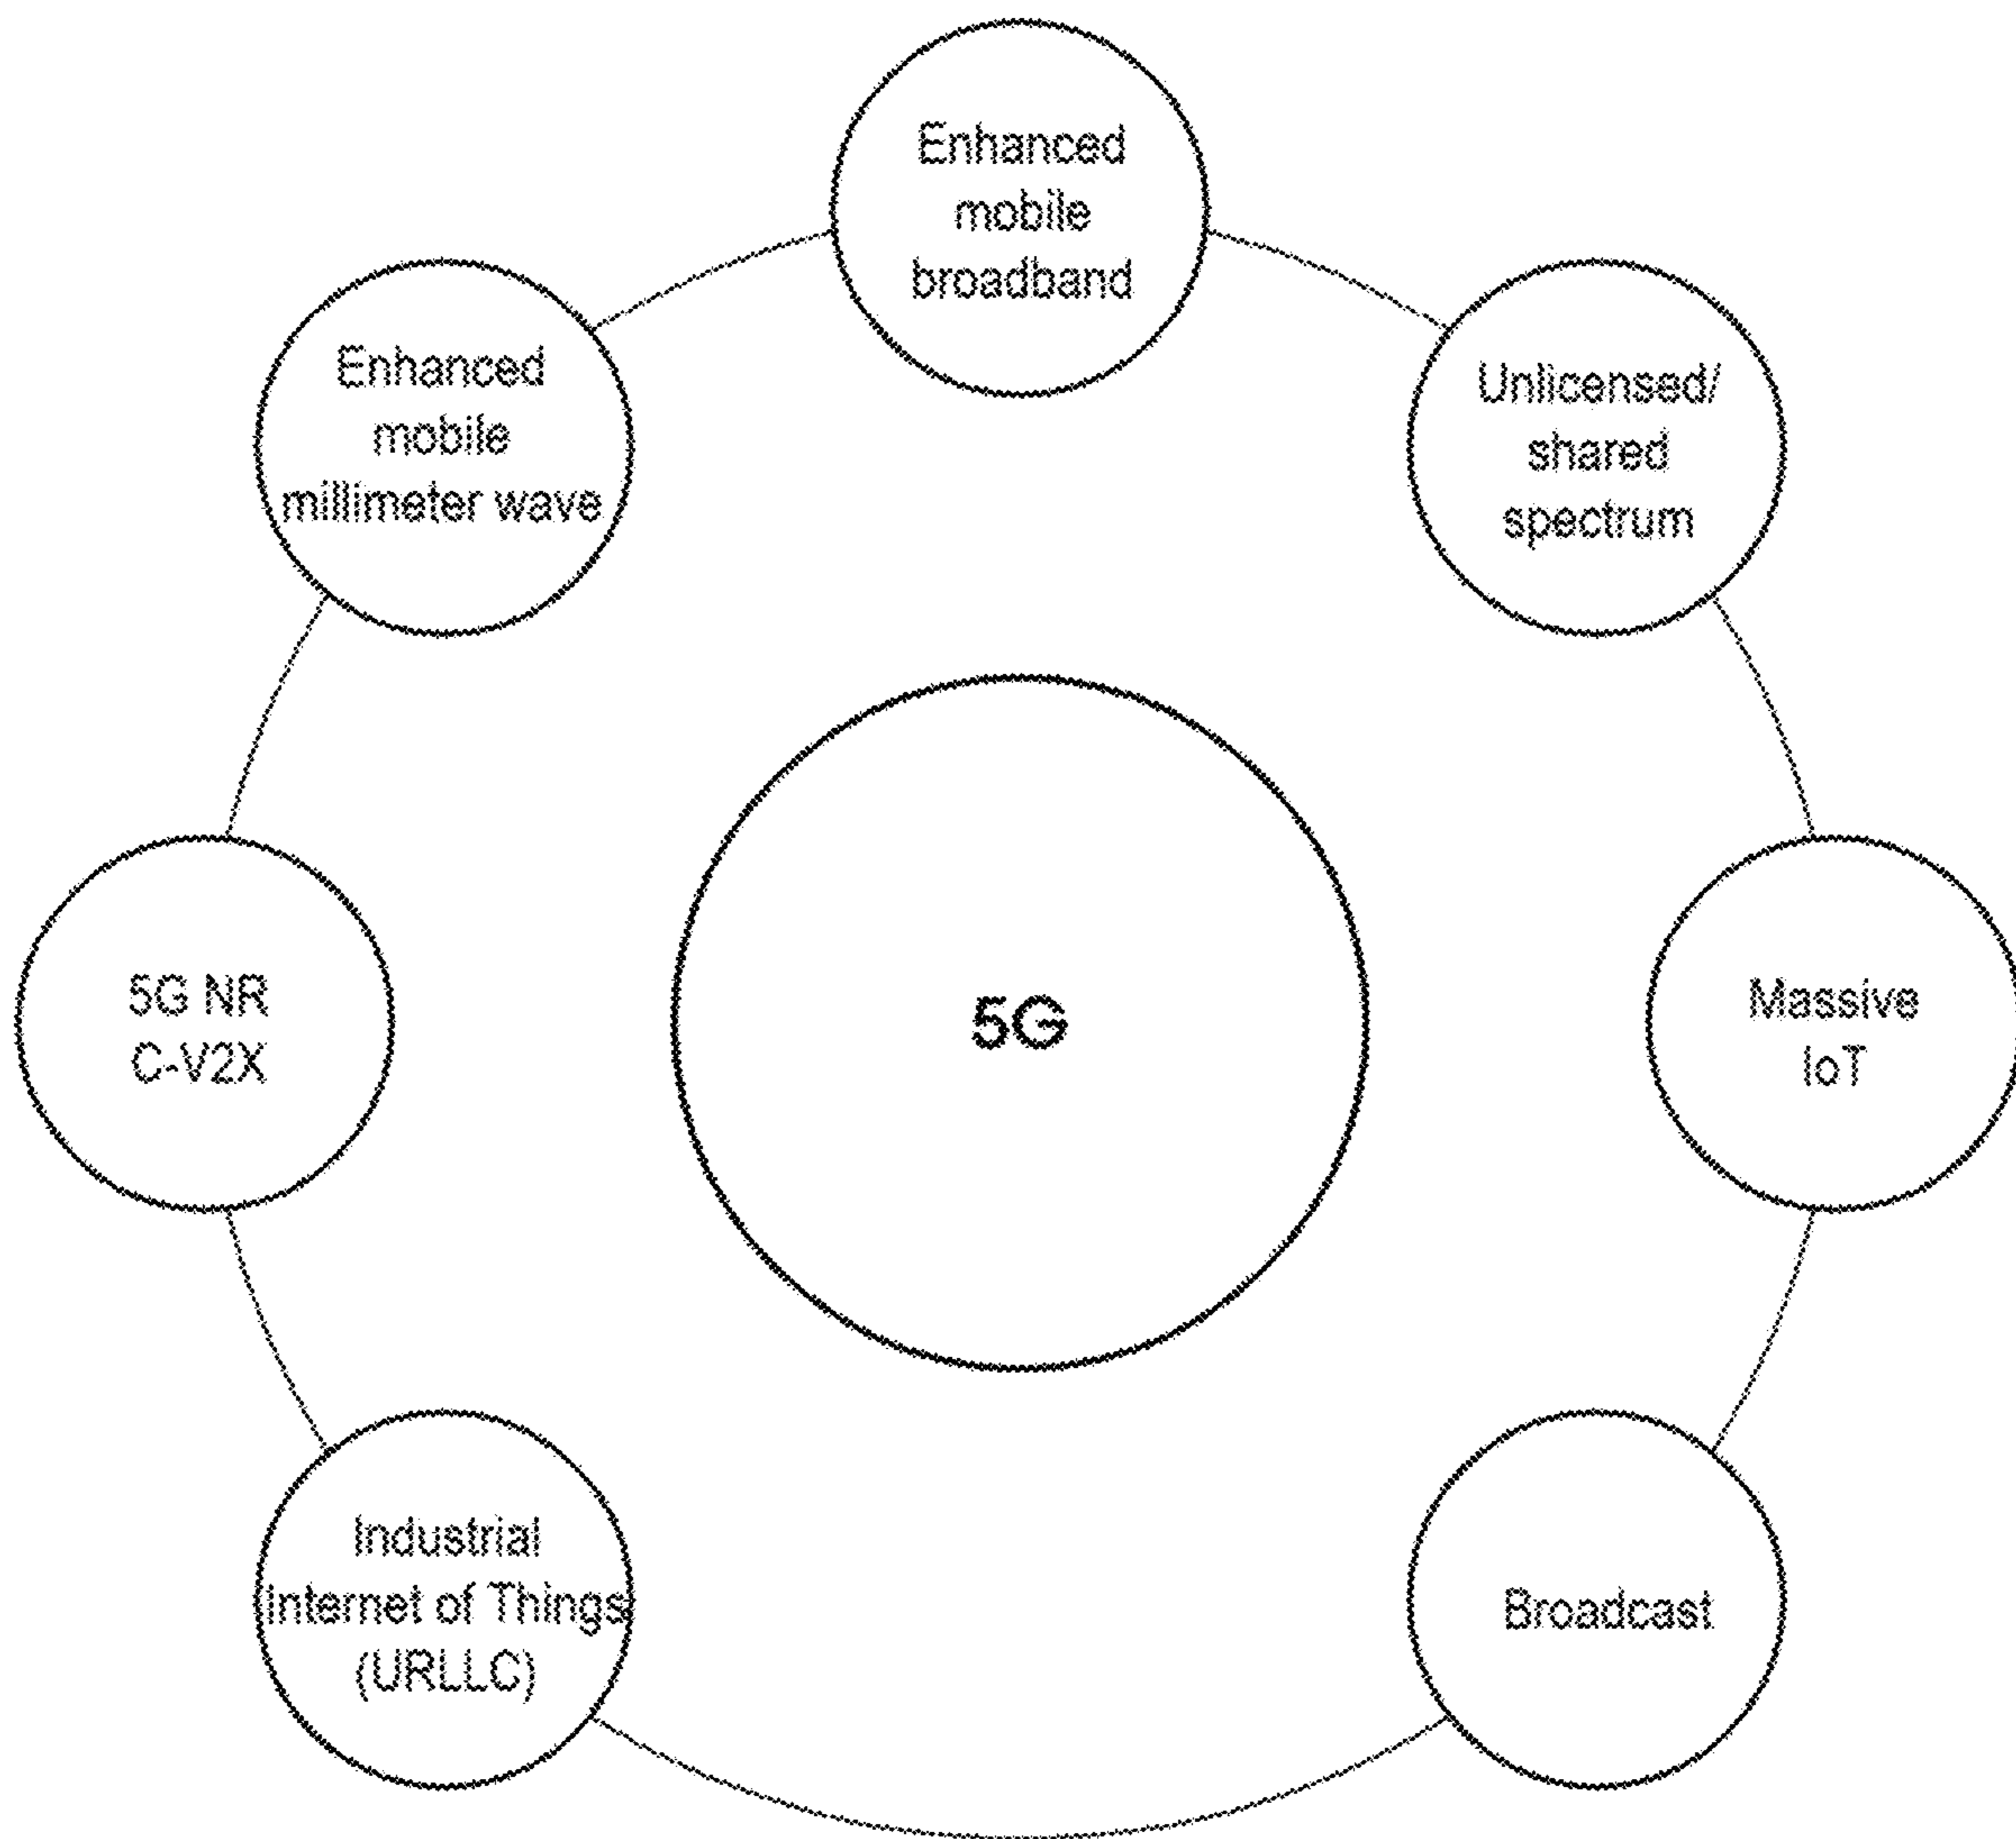 Enhanced
mobile
broadband
Enhanced
mobile
millimeter wave
Unlicensed/
shared
spectrum
5G NR
C-V2X
5G
Massive
IoT
Industrial
Internet of Things
(URLLC)
Broadcast